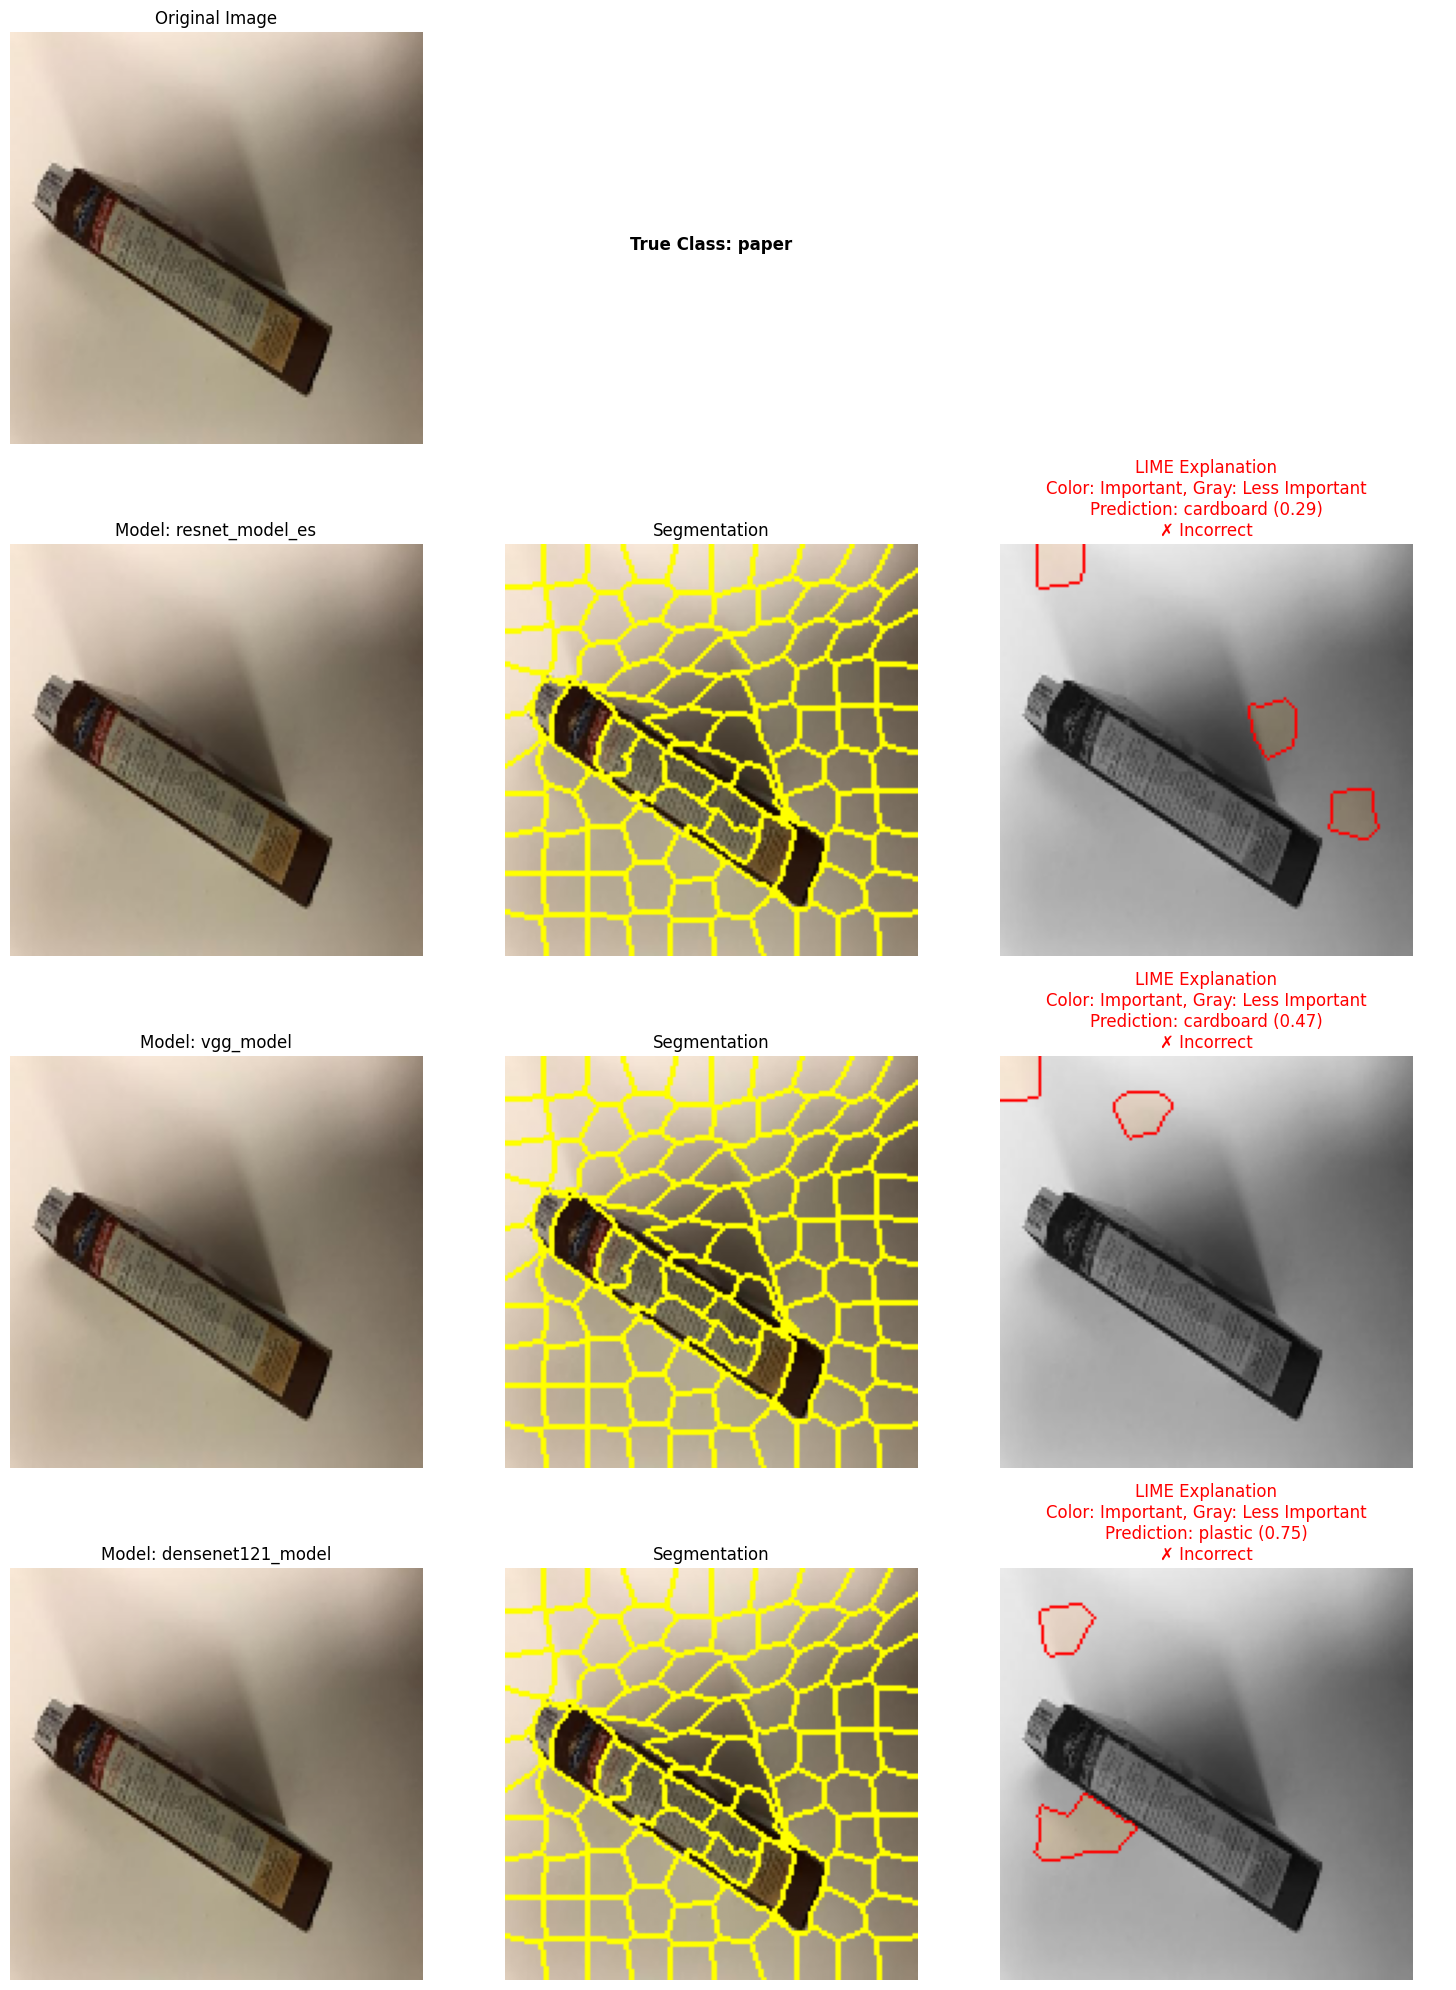 Original Image
True Class: paper
LIME Explanation
Color: Important, Gray: Less Important
Prediction: cardboard (0.29)
✗ Incorrect
Model: resnet_model_es
Segmentation
LIME Explanation
Color: Important, Gray: Less Important
Prediction: cardboard (0.47)
✗ Incorrect
Model: vgg_model
Segmentation
LIME Explanation
Color: Important, Gray: Less Important
Prediction: plastic (0.75)
✗ Incorrect
Model: densenet121_model
Segmentation